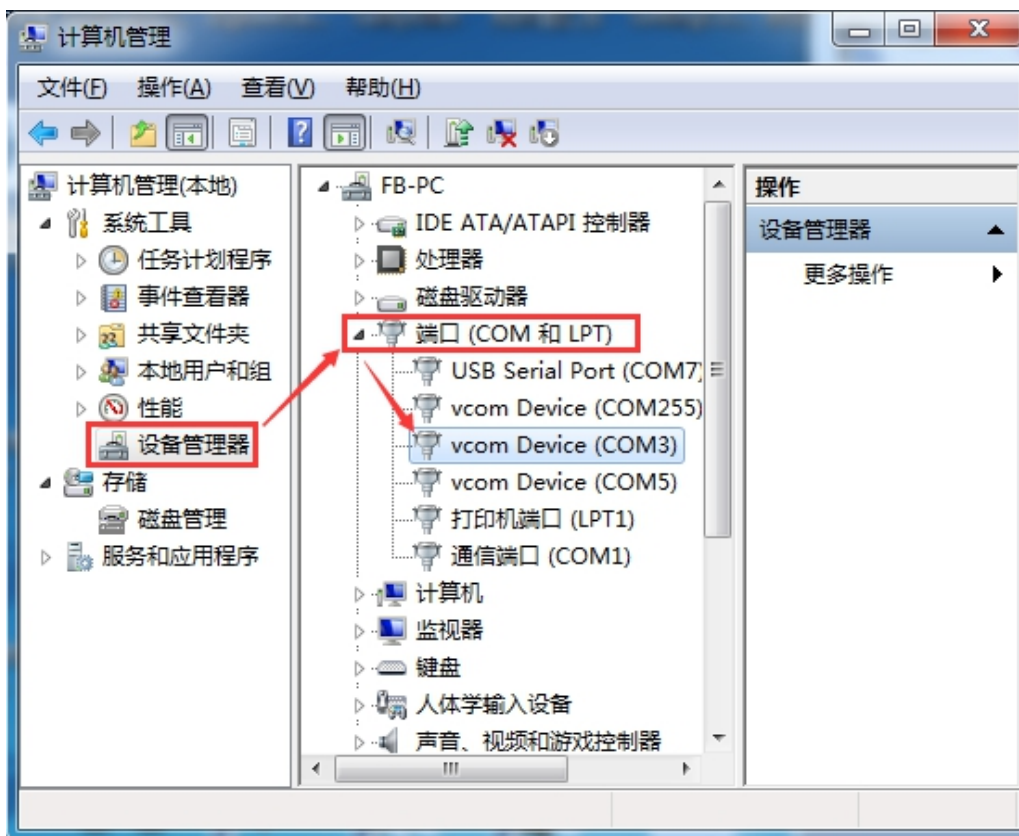 计算机管理
文件(F) 操作(A) 查看(V) 帮助(H)
计算机管理(本地)
系统工具
任务计划程序
事件查看器
共享文件夹
本地用户和组
性能
设备管理器
存储
磁盘管理
服务和应用程序
FB-PC
IDE ATA/ATAPI 控制器
处理器
磁盘驱动器
端口 (COM 和 LPT)
USB Serial Port (COM7)
vcom Device (COM255)
vcom Device (COM3)
vcom Device (COM5)
打印机端口 (LPT1)
通信端口 (COM1)
计算机
监视器
键盘
人体学输入设备
声音、视频和游戏控制器
操作
设备管理器
更多操作